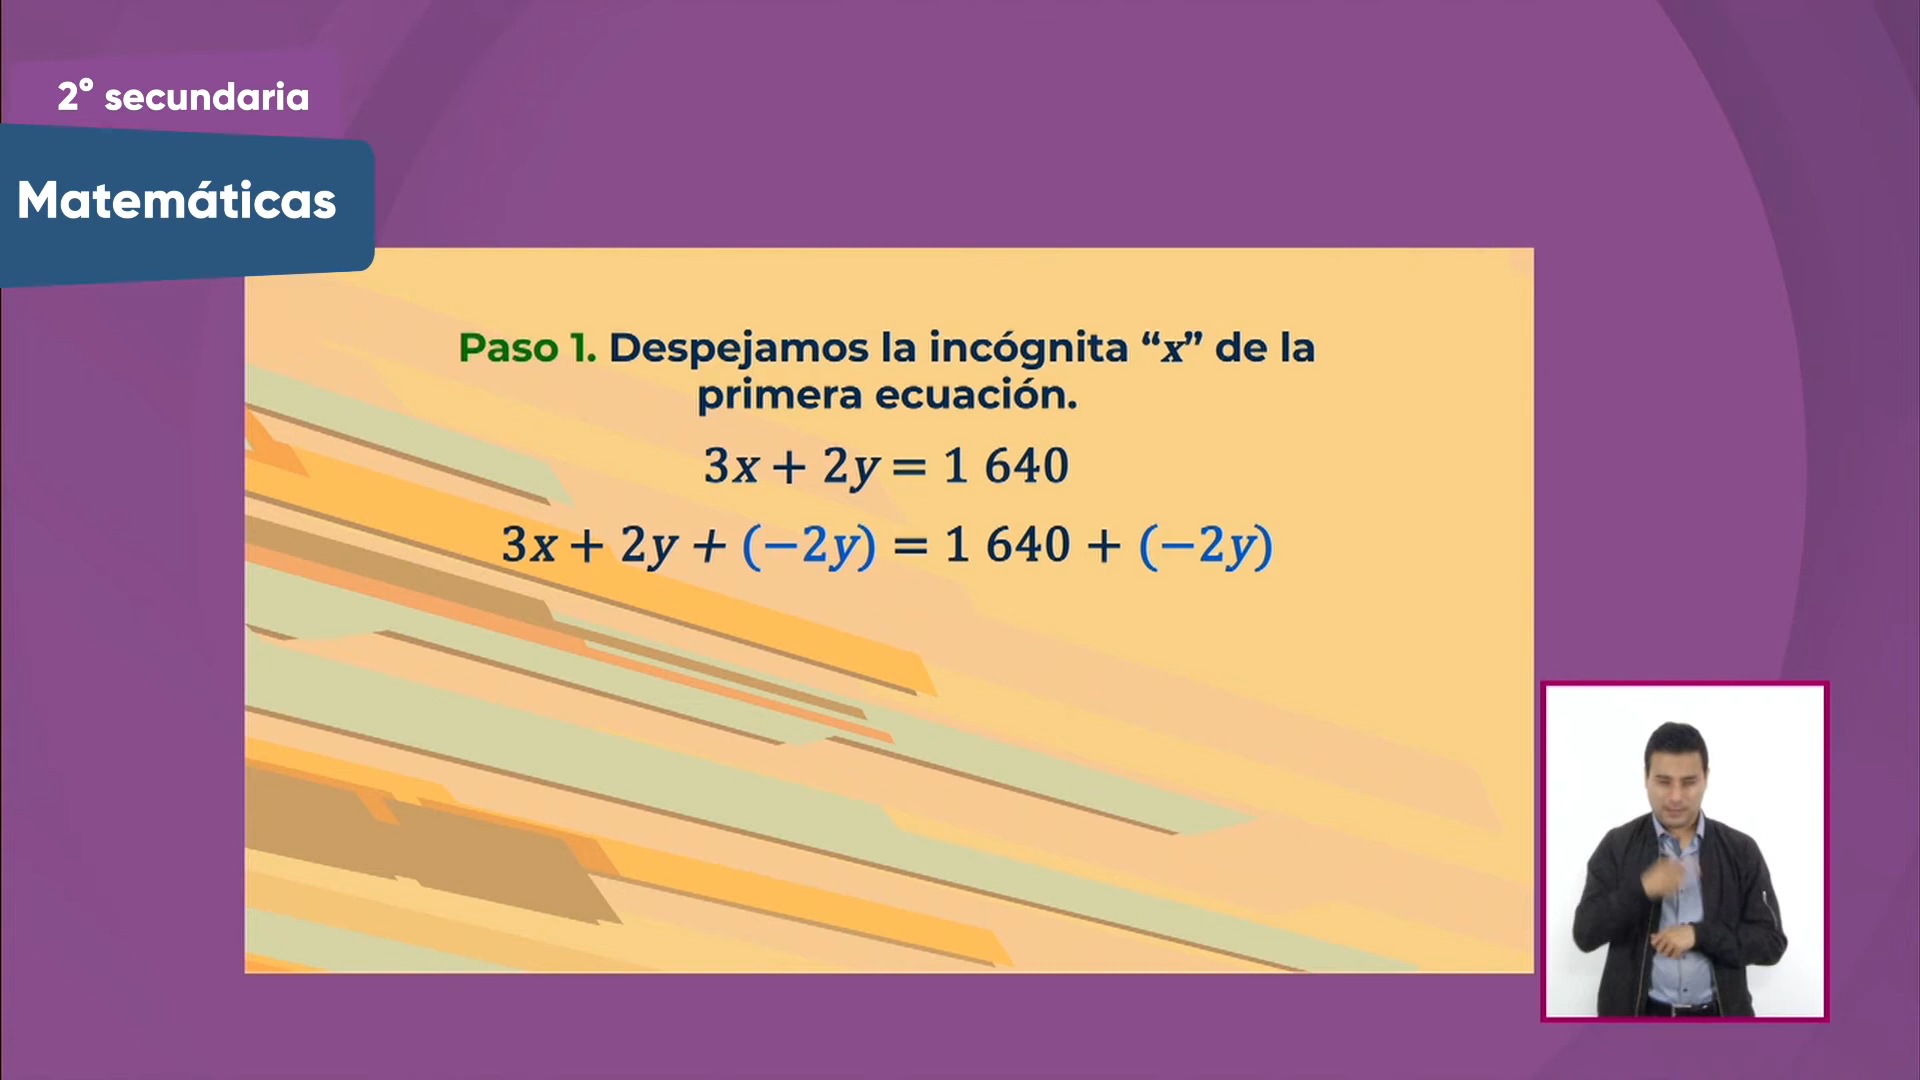 2° secundaria
Matemáticas
Paso 1. Despejamos la incógnita “x” de la
primera ecuación.
3x + 2y = 1 640
3x + 2y + (−2y) = 1 640 + (−2y)